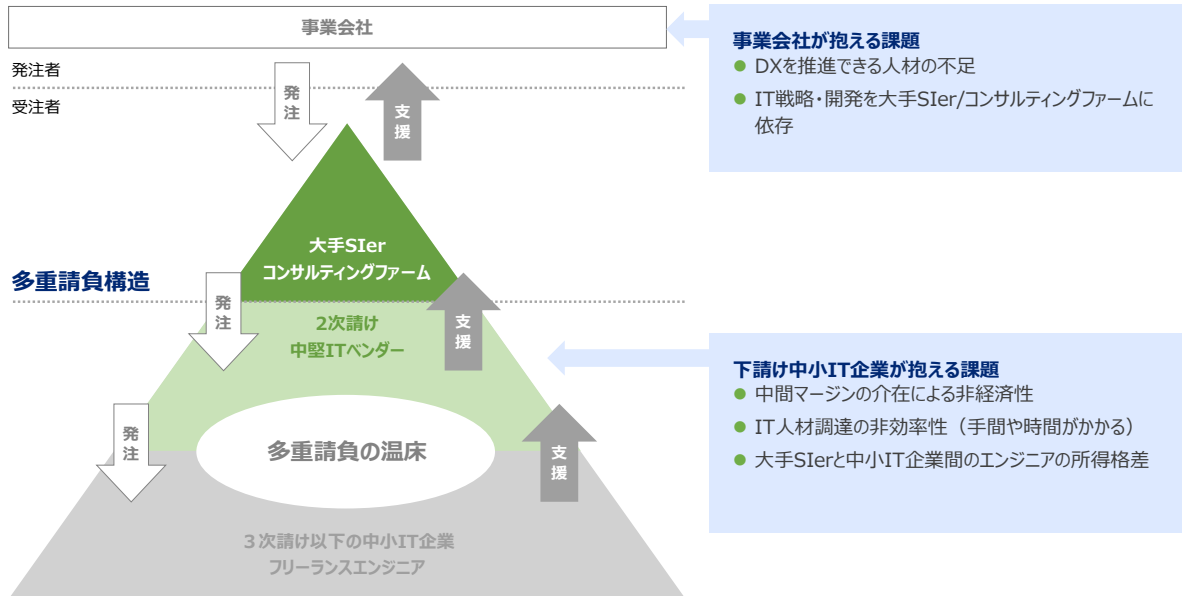 事業会社
発注者
受注者
発
注
支
援
大手SIer
コンサルティングファーム
多重請負構造
発
注
支
援
2次請け
中堅ITベンダー
発
注
支
援
多重請負の温床
3次請け以下の中小IT企業
フリーランスエンジニア
事業会社が抱える課題
● DXを推進できる人材の不足
● IT戦略・開発を大手SIer/コンサルティングファームに
依存
下請け中小IT企業が抱える課題
● 中間マージンの介在による非経済性
● IT人材調達の非効率性（手間や時間がかかる）
● 大手SIerと中小IT企業間のエンジニアの所得格差